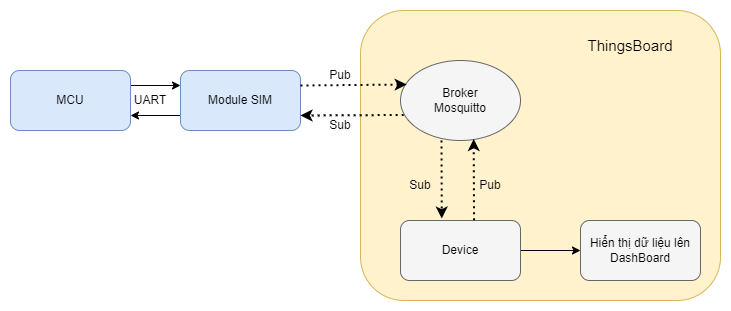 ThingsBoard
MCU
UART
Module SIM
Pub
Sub
Broker
Mosquitto
Sub
Pub
Device
Hiển thị dữ liệu lên
DashBoard